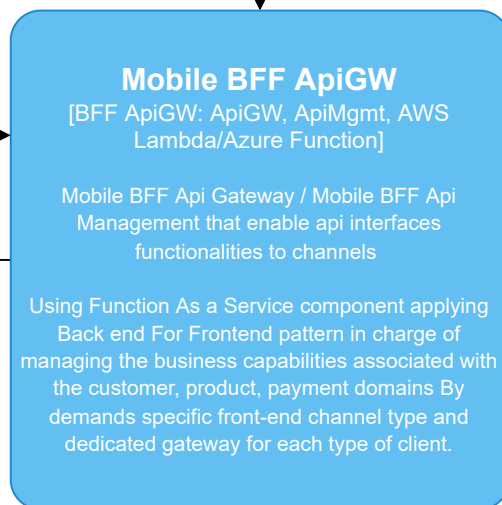 Mobile BFF ApiGW
[BFF ApiGW: ApiGW, ApiMgmt, AWS
Lambda/Azure Function]
Mobile BFF Api Gateway / Mobile BFF Api
Management that enable api interfaces
functionalities to channels
Using Function As a Service component applying
Back end For Frontend pattern in charge of
managing the business capabilities associated with
the customer, product, payment domains By
demands specific front-end channel type and
dedicated gateway for each type of client.